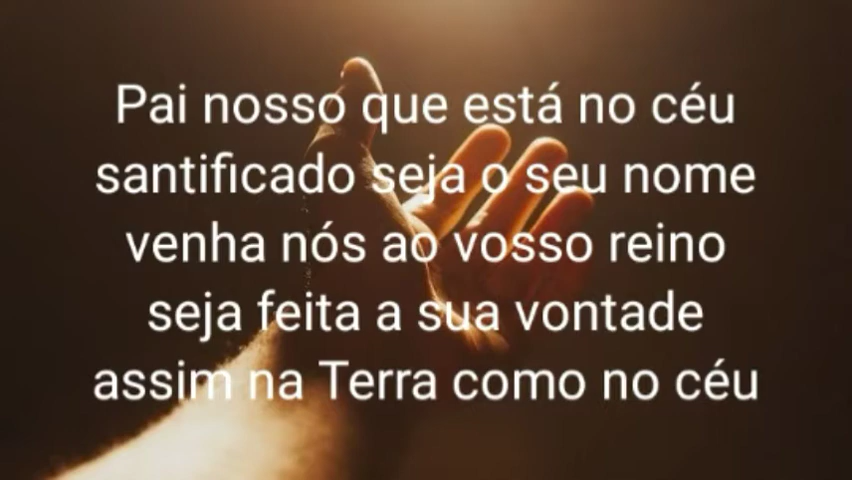 Pai nosso que está no céu
santificado seja o seu nome
venha nós ao vosso reino
seja feita a sua vontade
assim na Terra como no céu